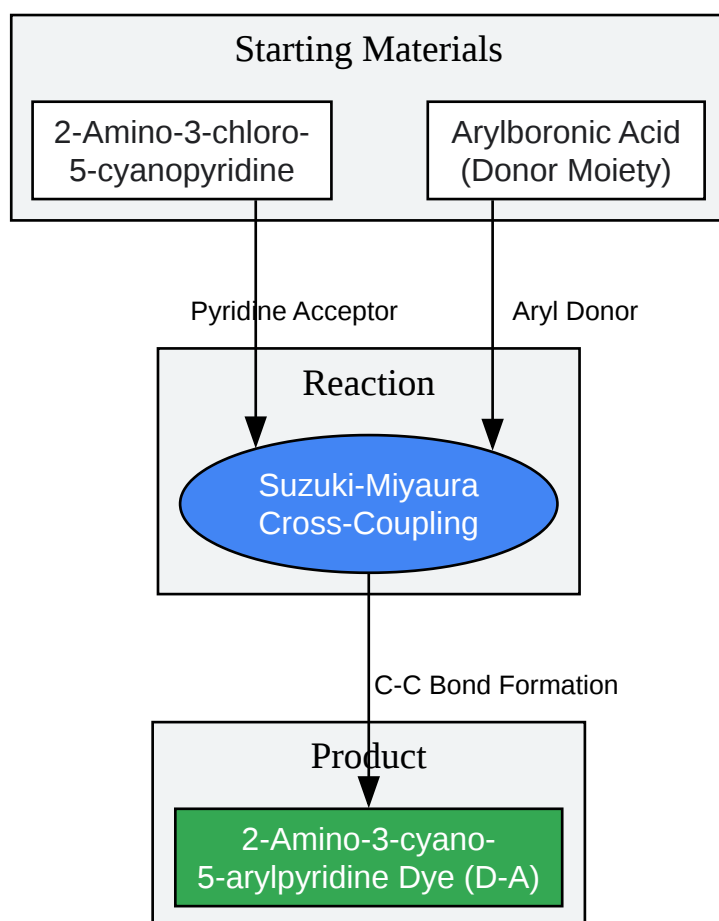 Starting Materials
2-Amino-3-chloro-
5-cyanopyridine
Arylboronic Acid
(Donor Moiety)
Pyridine Acceptor
Aryl Donor
Reaction
Suzuki-Miyaura
Cross-Coupling
C-C Bond Formation
Product
2-Amino-3-cyano-
5-arylpyridine Dye (D-A)